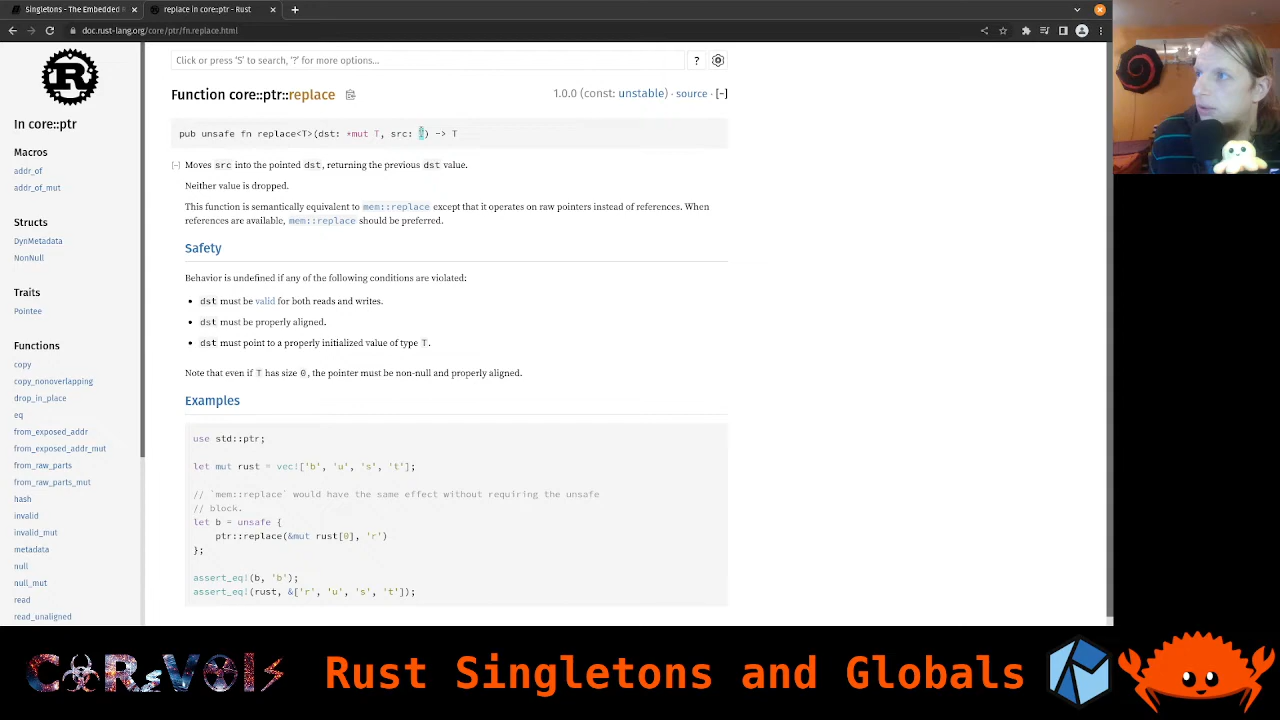 Singletons - The Embedded R
replace in core::ptr - Rust
doc.rust-lang.org/core/ptr/fn.replace.html
In core::ptr
Macros
addr_of
addr_of_mut
Structs
DynMetadata
NonNull
Traits
Pointee
Functions
copy
copy_nonoverlapping
drop_in_place
eq
from_exposed_addr
from_exposed_addr_mut
from_raw_parts
from_raw_parts_mut
hash
invalid
invalid_mut
metadata
null
null_mut
read
read_unaligned
Click or press ‘S’ to search, ‘?’ for more options…
?
Function core::ptr::replace
1.0.0 (const: unstable) · source · [−]
pub unsafe fn replace<T>(dst: *mut T, src: T) -> T
[−] Moves src into the pointed dst, returning the previous dst value.
Neither value is dropped.
This function is semantically equivalent to mem::replace except that it operates on raw pointers instead of references. When
references are available, mem::replace should be preferred.
Safety
Behavior is undefined if any of the following conditions are violated:
• dst must be valid for both reads and writes.
• dst must be properly aligned.
• dst must point to a properly initialized value of type T.
Note that even if T has size 0, the pointer must be non-null and properly aligned.
Examples
use std::ptr;
let mut rust = vec!['b', 'u', 's', 't'];
// `mem::replace` would have the same effect without requiring the unsafe
// block.
let b = unsafe {
ptr::replace(&mut rust[0], 'r')
};
assert_eq!(b, 'b');
assert_eq!(rust, &['r', 'u', 's', 't']);
Rust Singletons and Globals